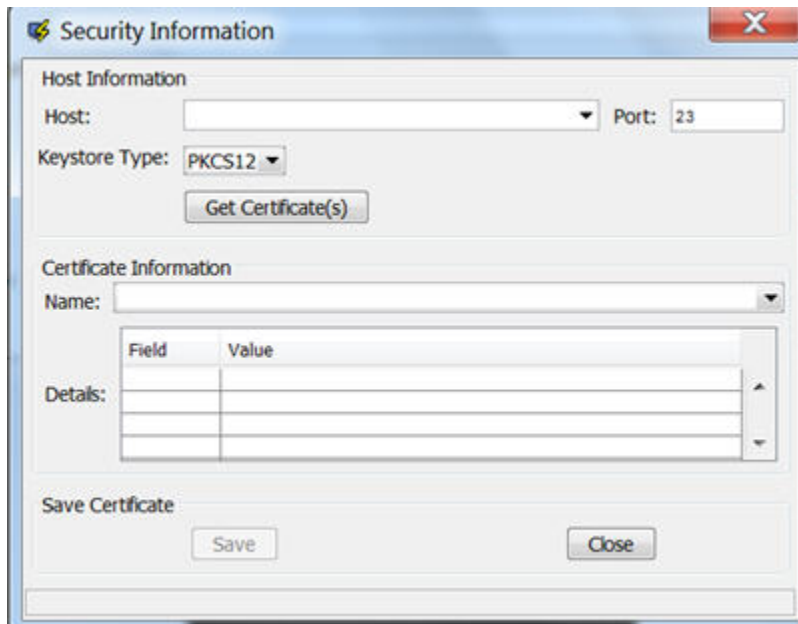 Security Information
Host Information
Host: Port: 23
Keystore Type: PKCS12
Get Certificate(s)
Certificate Information
Name:
Field Value
Details:
Save Certificate
Save Close